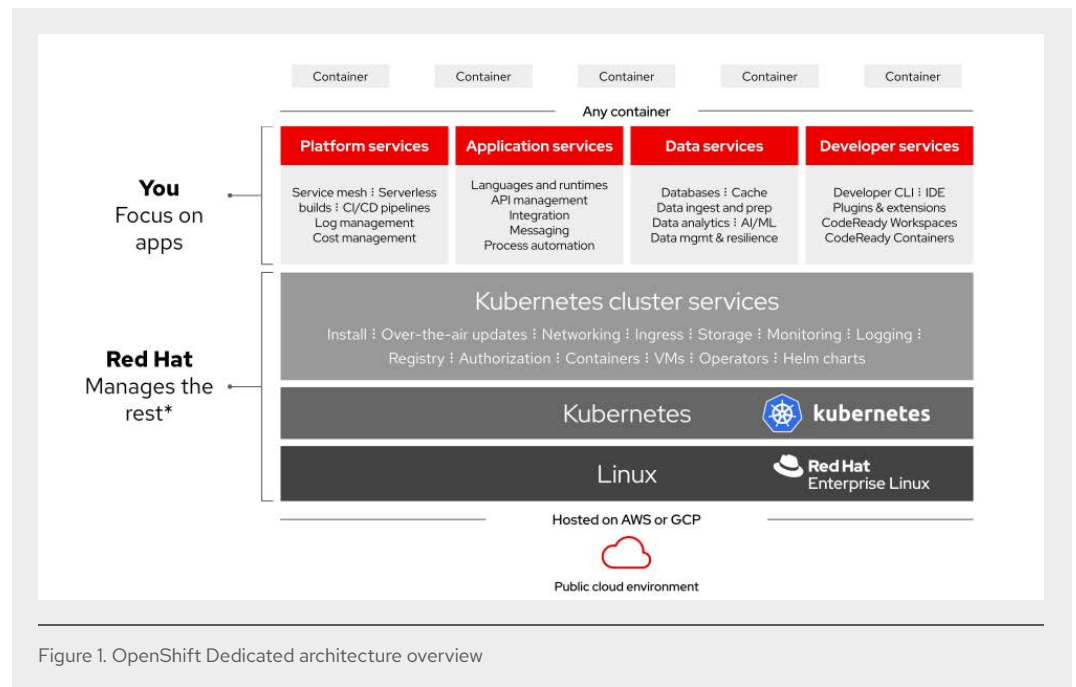 Container Container Container Container Container
Any container
You
Focus on
apps
Platform services
Service mesh ⁝ Serverless
builds ⁝ CI/CD pipelines
Log management
Cost management
Application services
Languages and runtimes
API management
Integration
Messaging
Process automation
Data services
Databases ⁝ Cache
Data ingest and prep
Data analytics ⁝ AI/ML
Data mgmt & resilience
Developer services
Developer CLI ⁝ IDE
Plugins & extensions
CodeReady Workspaces
CodeReady Containers
Red Hat
Manages the
rest*
Kubernetes cluster services
Install ⁝ Over-the-air updates ⁝ Networking ⁝ Ingress ⁝ Storage ⁝ Monitoring ⁝ Logging ⁝
Registry ⁝ Authorization ⁝ Containers ⁝ VMs ⁝ Operators ⁝ Helm charts
Kubernetes
kubernetes
Linux
Red Hat
Enterprise Linux
Hosted on AWS or GCP
Public cloud environment
Figure 1. OpenShift Dedicated architecture overview